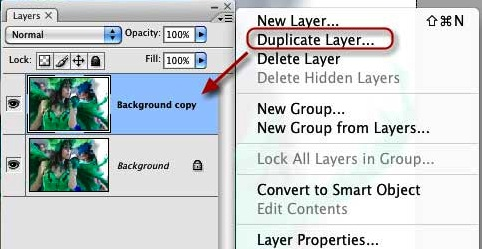 Layers ×
Normal Opacity: 100%
Lock: Fill: 100%
Background copy
Background
New Layer... ⇧⌘N
Duplicate Layer...
Delete Layer
Delete Hidden Layers
New Group...
New Group from Layers...
Lock All Layers in Group...
Convert to Smart Object
Edit Contents
Layer Properties...